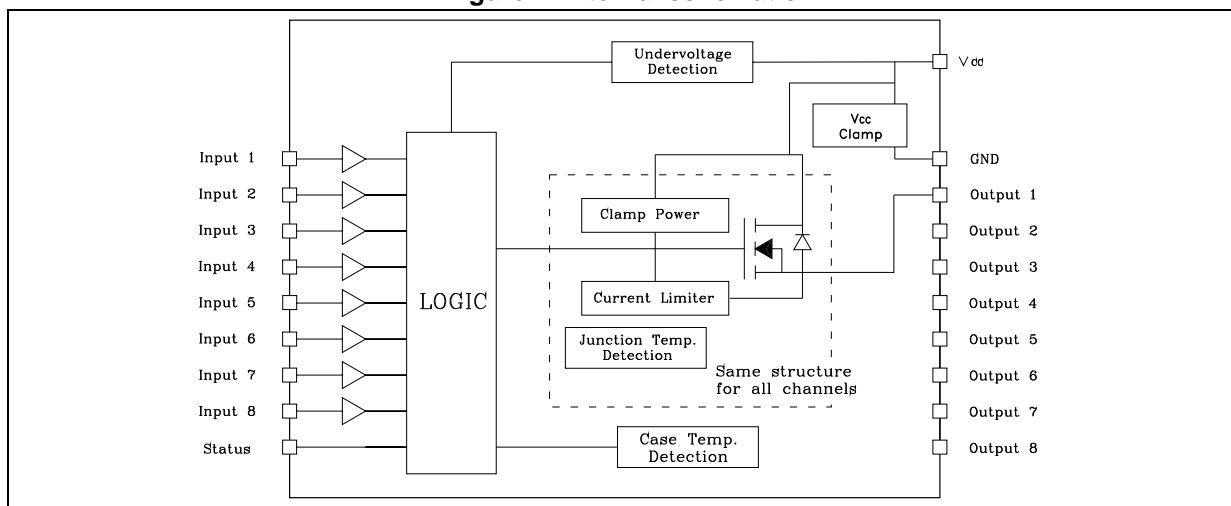 Undervoltage
Detection
Vdd
Vcc
Clamp
Input 1
GND
Input 2
Output 1
Clamp Power
Input 3
Output 2
Input 4
Output 3
Input 5
LOGIC
Current Limiter
Output 4
Input 6
Junction Temp.
Detection
Output 5
Input 7
Same structure
for all channels
Output 6
Input 8
Output 7
Status
Case Temp.
Detection
Output 8